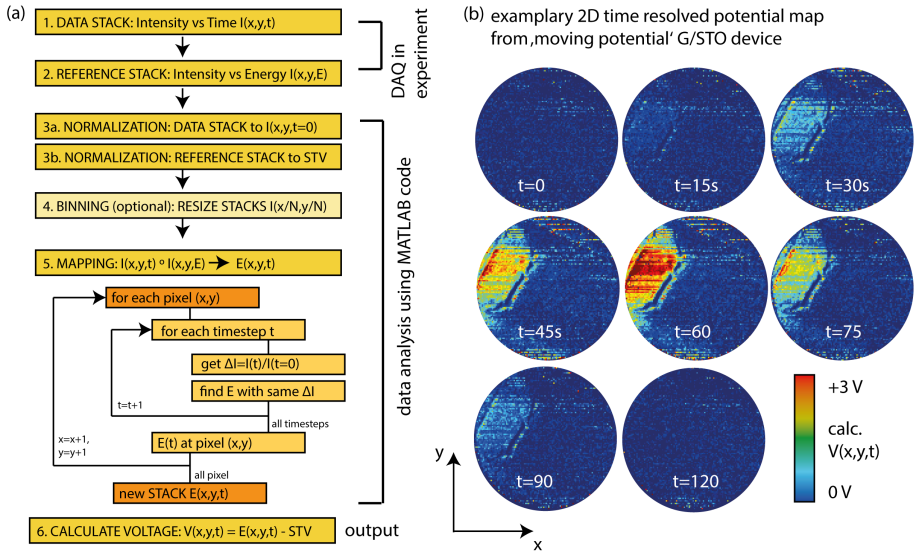 (a)
1. DATA STACK: Intensity vs Time I(x,y,t)
2. REFERENCE STACK: Intensity vs Energy I(x,y,E)
DAQ in
experiment
3a. NORMALIZATION: DATA STACK to I(x,y,t=0)
3b. NORMALIZATION: REFERENCE STACK to STV
4. BINNING (optional): RESIZE STACKS I(x/N,y/N)
5. MAPPING: I(x,y,t) º I(x,y,E) → E(x,y,t)
for each pixel (x,y)
for each timestep t
get ΔI=I(t)/I(t=0)
find E with same ΔI
t=t+1
all timesteps
x=x+1,
y=y+1
E(t) at pixel (x,y)
all pixel
new STACK E(x,y,t)
data analysis using MATLAB code
6. CALCULATE VOLTAGE: V(x,y,t) = E(x,y,t) - STV
output
(b) examplary 2D time resolved potential map
from ‚moving potential‘ G/STO device
t=0
t=15s
t=30s
t=45s
t=60
t=75
t=90
t=120
+3 V
calc.
V(x,y,t)
0 V
y
x